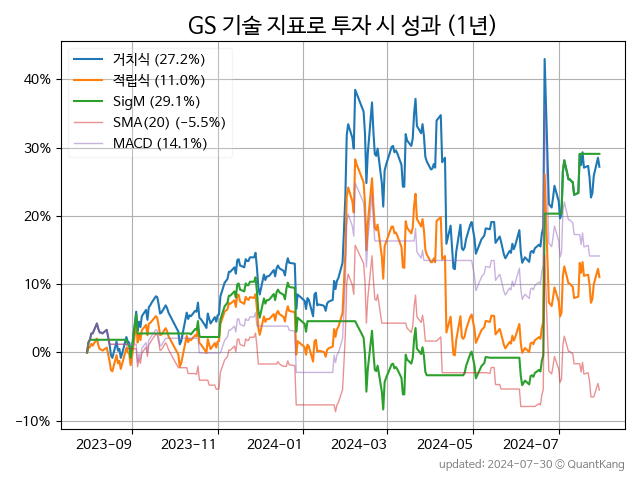 GS 기술 지표로 투자 시 성과 (1년)
거치식 (27.2%)
적립식 (11.0%)
SigM (29.1%)
SMA(20) (−5.5%)
MACD (14.1%)
40%
30%
20%
10%
0%
−10%
2023-09 2023-11 2024-01 2024-03 2024-05 2024-07
updated: 2024-07-30 © QuantKang